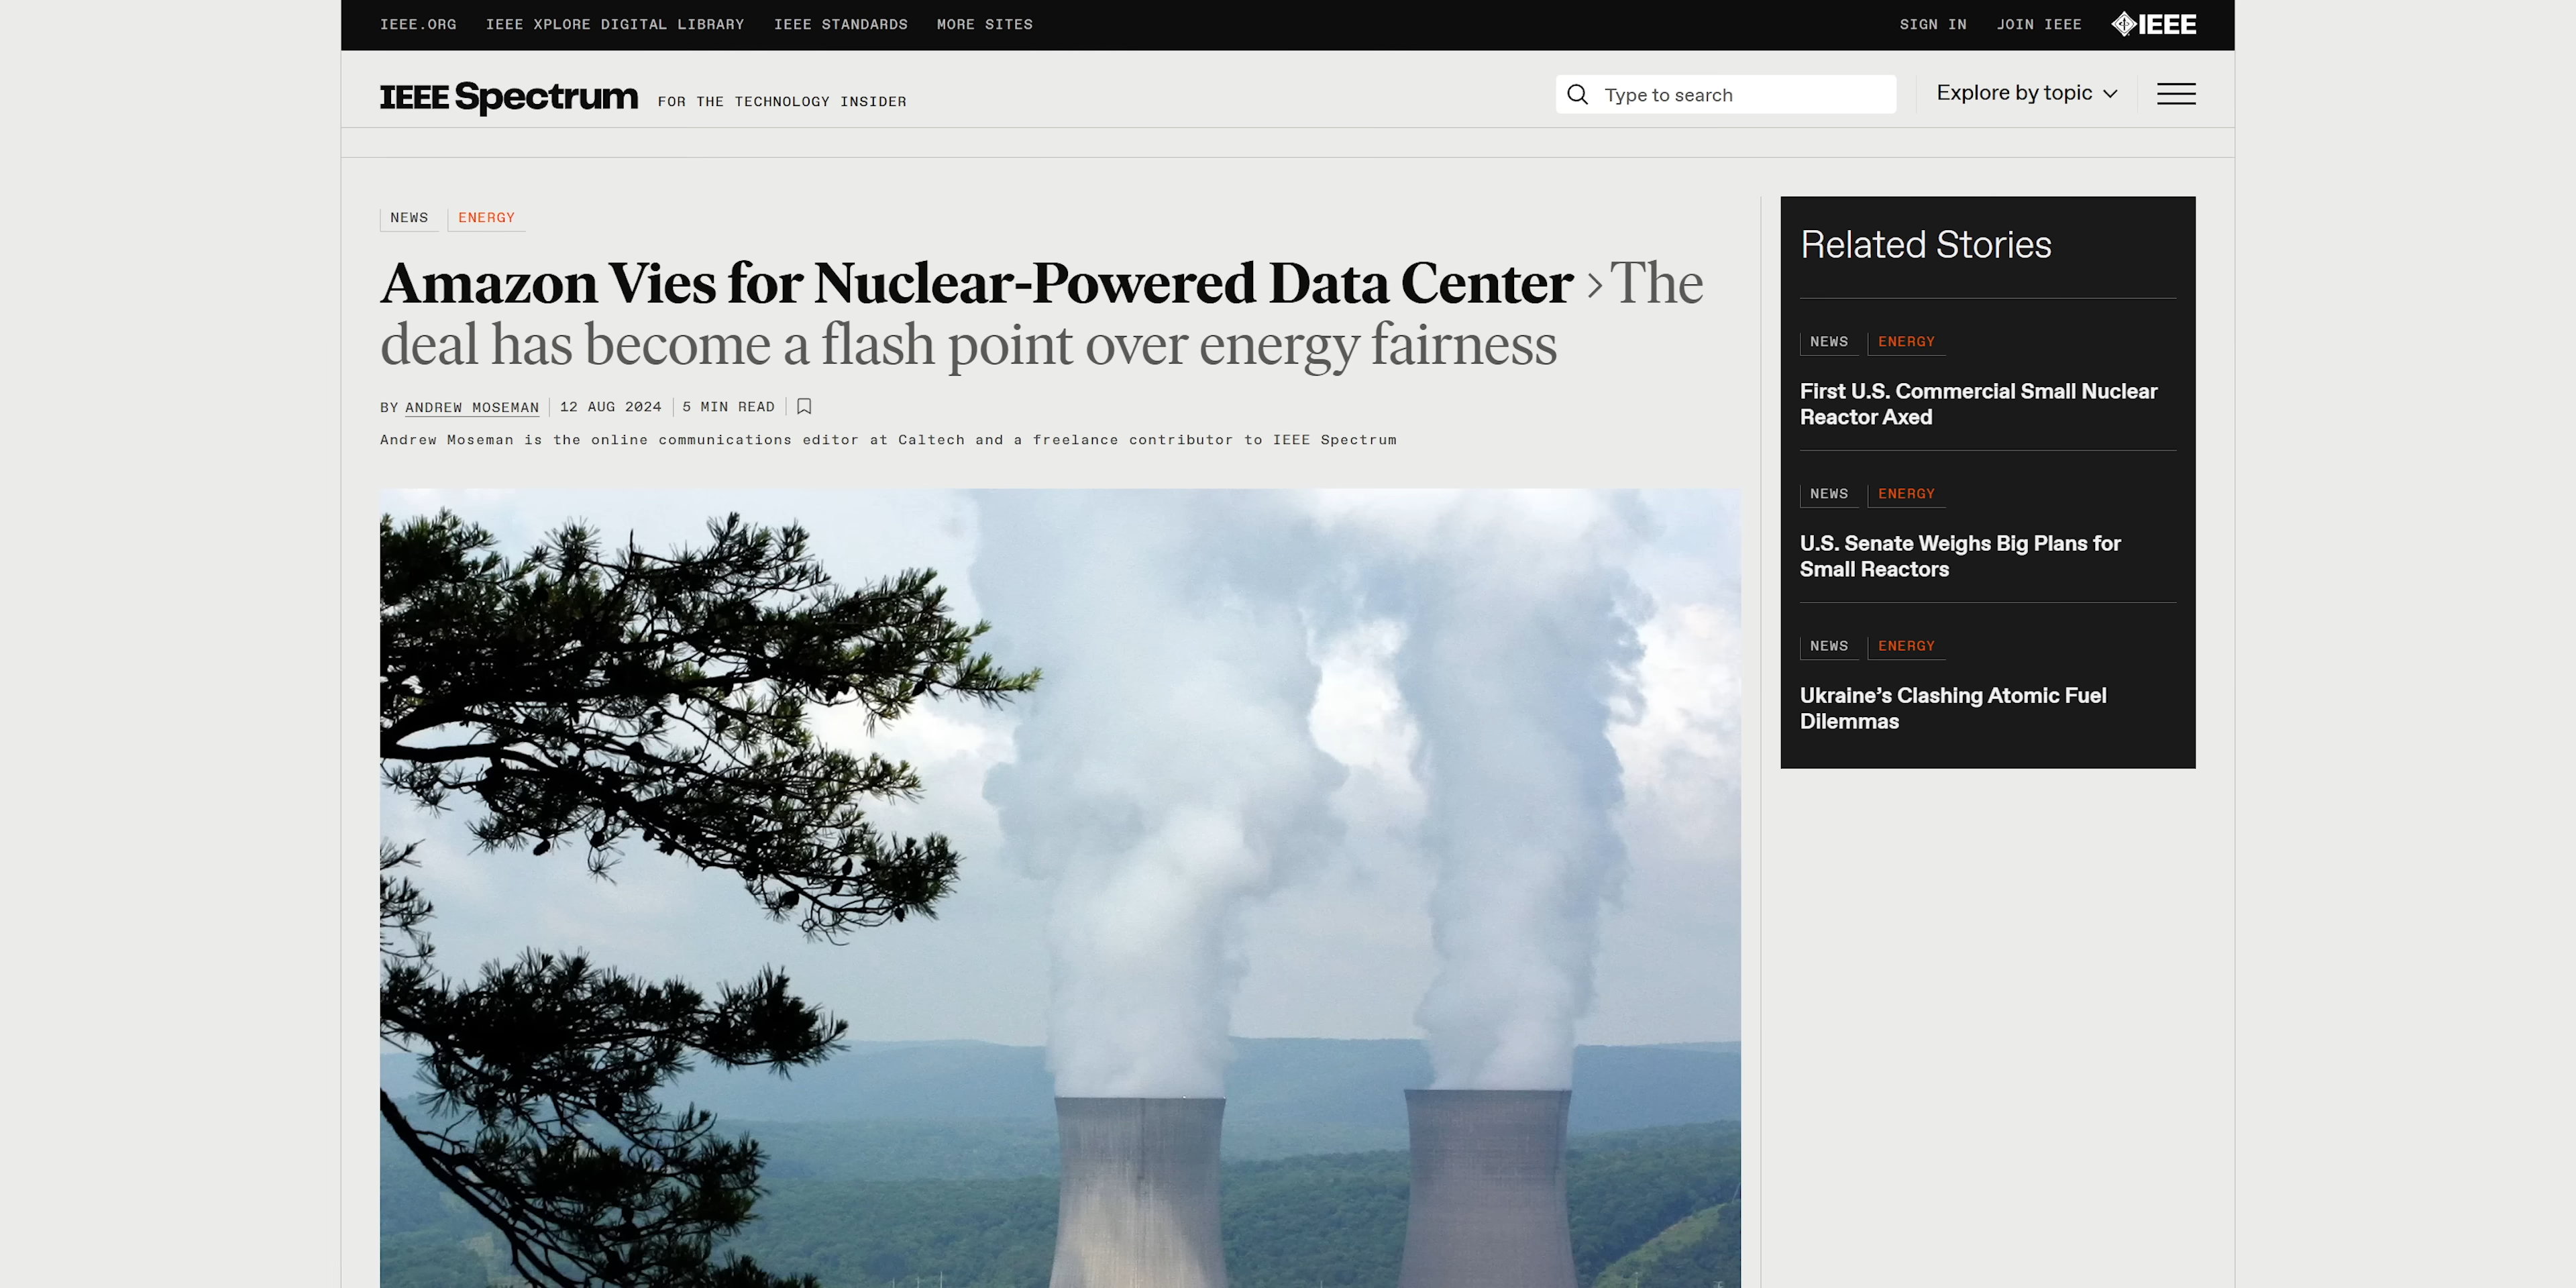 IEEE.ORG IEEE XPLORE DIGITAL LIBRARY IEEE STANDARDS MORE SITES SIGN IN JOIN IEEE IEEE
IEEE Spectrum FOR THE TECHNOLOGY INSIDER Type to search Explore by topic
NEWS ENERGY
Amazon Vies for Nuclear-Powered Data Center › The
deal has become a flash point over energy fairness
BY ANDREW MOSEMAN 12 AUG 2024 5 MIN READ
Andrew Moseman is the online communications editor at Caltech and a freelance contributor to IEEE Spectrum
Related Stories
NEWS ENERGY
First U.S. Commercial Small Nuclear
Reactor Axed
NEWS ENERGY
U.S. Senate Weighs Big Plans for
Small Reactors
NEWS ENERGY
Ukraine’s Clashing Atomic Fuel
Dilemmas